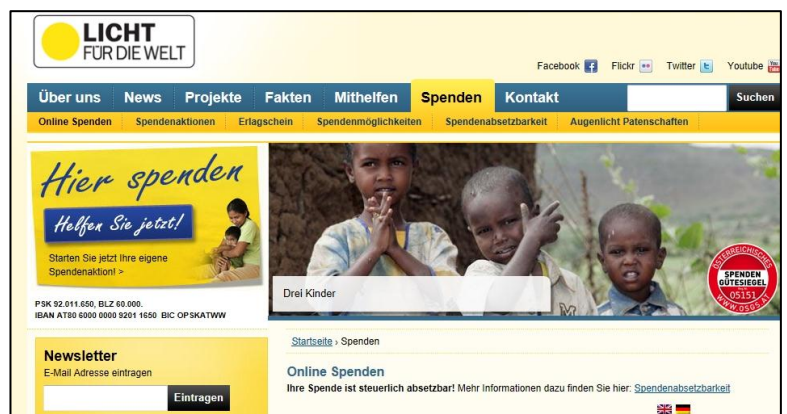 LICHT
FÜR DIE WELT
Facebook Flickr Twitter Youtube
Über uns News Projekte Fakten Mithelfen Spenden Kontakt Suchen
Online Spenden Spendenaktionen Erlagschein Spendenmöglichkeiten Spendenabsetzbarkeit Augenlicht Patenschaften
Hier spenden
Helfen Sie jetzt!
Starten Sie jetzt Ihre eigene
Spendenaktion! >
Drei Kinder
ÖSTERREICHISCHES
SPENDEN
GÜTESIEGEL
05151
WWW.OSGS.AT
PSK 92.011.650, BLZ 60.000.
IBAN AT80 6000 0000 9201 1650 BIC OPSKATWW
Startseite › Spenden
Newsletter
E-Mail Adresse eintragen
Eintragen
Online Spenden
Ihre Spende ist steuerlich absetzbar! Mehr Informationen dazu finden Sie hier: Spendenabsetzbarkeit